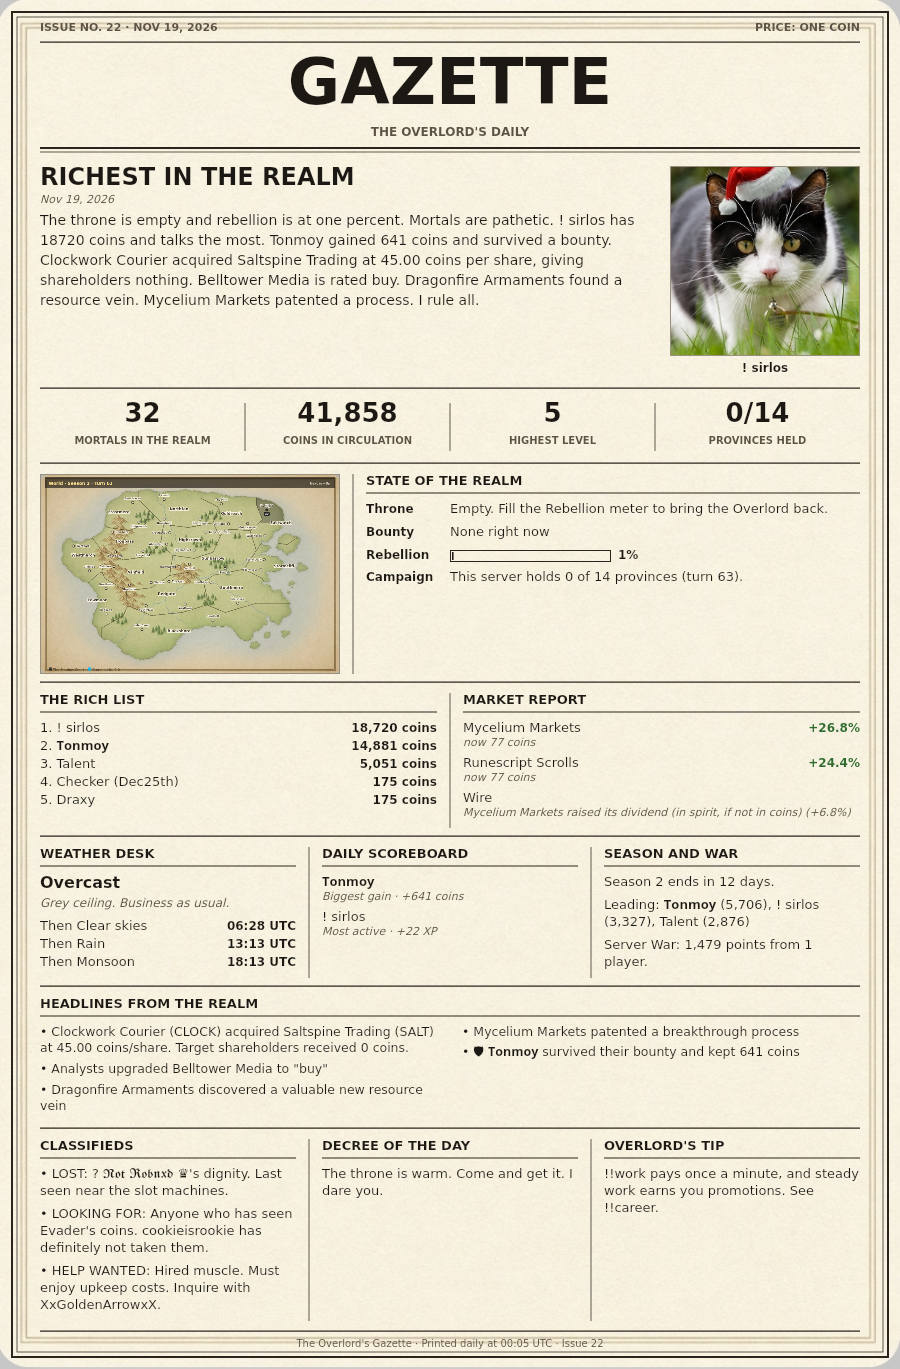 ISSUE NO. 22 · NOV 19, 2026
PRICE: ONE COIN
GAZETTE
THE OVERLORD'S DAILY
RICHEST IN THE REALM
Nov 19, 2026
The throne is empty and rebellion is at one percent. Mortals are pathetic. ! sirlos has
18720 coins and talks the most. Tonmoy gained 641 coins and survived a bounty.
Clockwork Courier acquired Saltspine Trading at 45.00 coins per share, giving
shareholders nothing. Belltower Media is rated buy. Dragonfire Armaments found a
resource vein. Mycelium Markets patented a process. I rule all.
! sirlos
32
MORTALS IN THE REALM
41,858
COINS IN CIRCULATION
5
HIGHEST LEVEL
0/14
PROVINCES HELD
World · Season 2 · Turn 63
STATE OF THE REALM
Throne Empty. Fill the Rebellion meter to bring the Overlord back.
Bounty None right now
Rebellion 1%
Campaign This server holds 0 of 14 provinces (turn 63).
THE RICH LIST
1. ! sirlos 18,720 coins
2. Tonmoy 14,881 coins
3. Talent 5,051 coins
4. Checker (Dec25th) 175 coins
5. Draxy 175 coins
MARKET REPORT
Mycelium Markets +26.8%
now 77 coins
Runescript Scrolls +24.4%
now 77 coins
Wire
Mycelium Markets raised its dividend (in spirit, if not in coins) (+6.8%)
WEATHER DESK
Overcast
Grey ceiling. Business as usual.
Then Clear skies 06:28 UTC
Then Rain 13:13 UTC
Then Monsoon 18:13 UTC
DAILY SCOREBOARD
Tonmoy
Biggest gain · +641 coins
! sirlos
Most active · +22 XP
SEASON AND WAR
Season 2 ends in 12 days.
Leading: Tonmoy (5,706), ! sirlos
(3,327), Talent (2,876)
Server War: 1,479 points from 1
player.
HEADLINES FROM THE REALM
• Clockwork Courier (CLOCK) acquired Saltspine Trading (SALT)
at 45.00 coins/share. Target shareholders received 0 coins.
• Analysts upgraded Belltower Media to "buy"
• Dragonfire Armaments discovered a valuable new resource
vein
• Mycelium Markets patented a breakthrough process
• 🛡 Tonmoy survived their bounty and kept 641 coins
CLASSIFIEDS
• LOST: ? 𝕹𝖔𝖙 𝕽𝖔𝖇𝖓𝖝𝖉 ♛'s dignity. Last
seen near the slot machines.
• LOOKING FOR: Anyone who has seen
Evader's coins. cookieisrookie has
definitely not taken them.
• HELP WANTED: Hired muscle. Must
enjoy upkeep costs. Inquire with
XxGoldenArrowxX.
DECREE OF THE DAY
The throne is warm. Come and get it. I
dare you.
OVERLORD'S TIP
!!work pays once a minute, and steady
work earns you promotions. See
!!career.
The Overlord's Gazette · Printed daily at 00:05 UTC · Issue 22